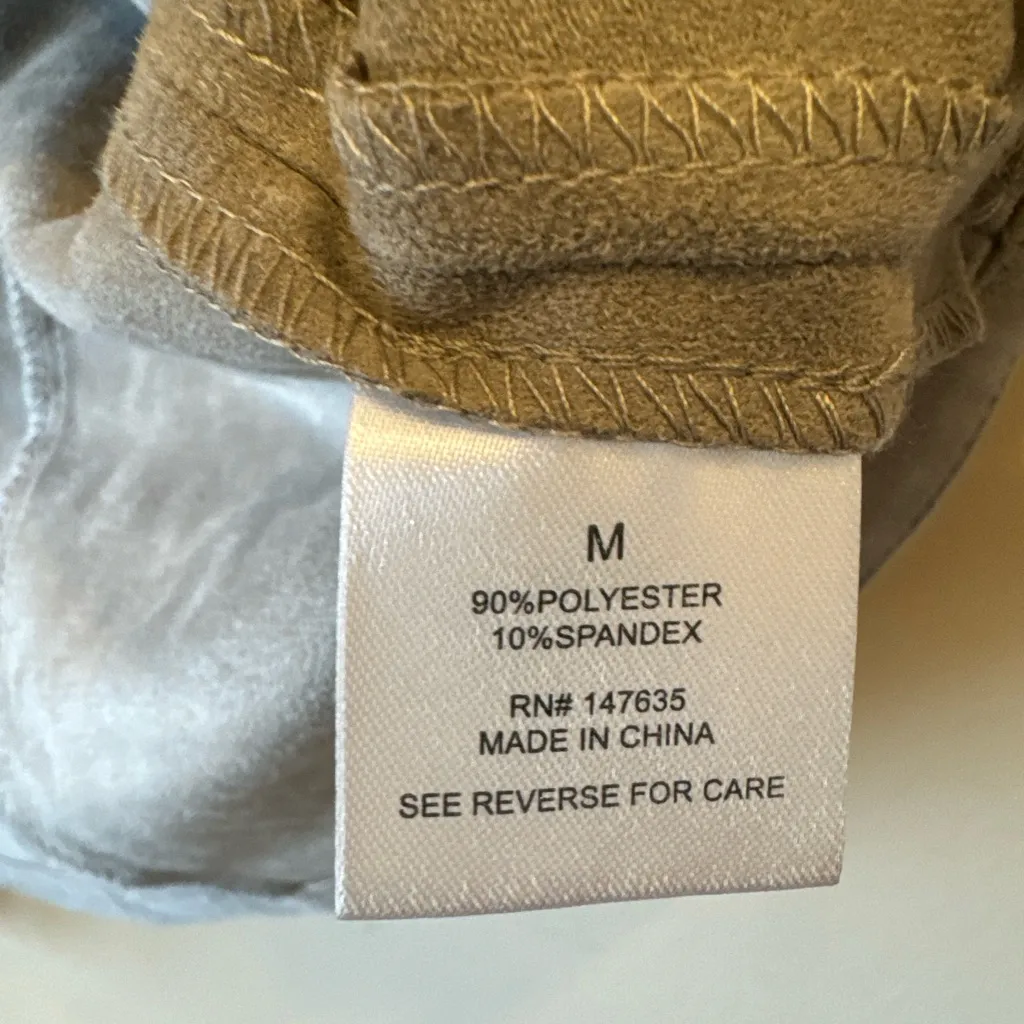 M
90%POLYESTER
10%SPANDEX
RN# 147635
MADE IN CHINA
SEE REVERSE FOR CARE